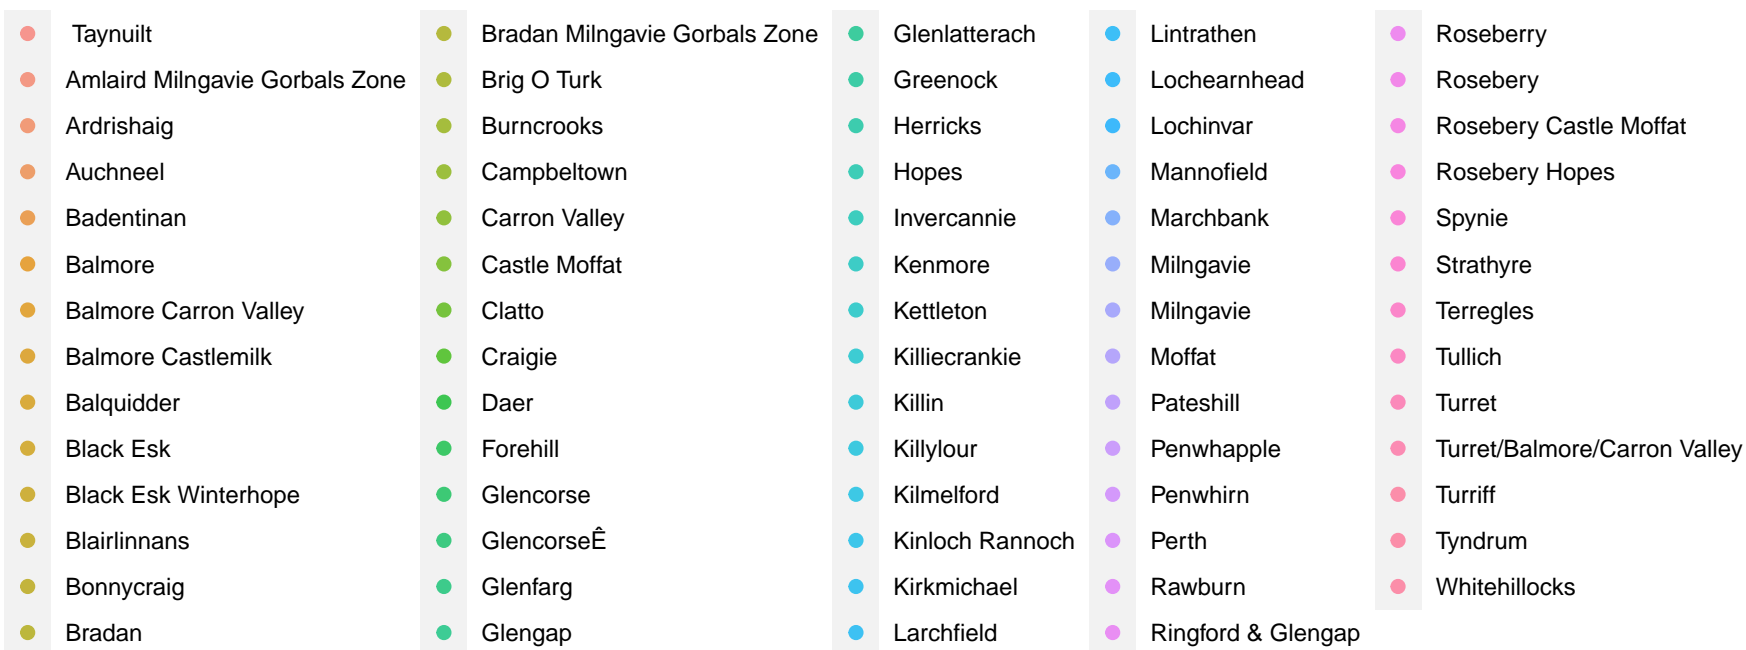 Taynuilt
Amlaird Milngavie Gorbals Zone
Ardrishaig
Auchneel
Badentinan
Balmore
Balmore Carron Valley
Balmore Castlemilk
Balquidder
Black Esk
Black Esk Winterhope
Blairlinnans
Bonnycraig
Bradan
Bradan Milngavie Gorbals Zone
Brig O Turk
Burncrooks
Campbeltown
Carron Valley
Castle Moffat
Clatto
Craigie
Daer
Forehill
Glencorse
GlencorseÊ
Glenfarg
Glengap
Glenlatterach
Greenock
Herricks
Hopes
Invercannie
Kenmore
Kettleton
Killiecrankie
Killin
Killylour
Kilmelford
Kinloch Rannoch
Kirkmichael
Larchfield
Lintrathen
Lochearnhead
Lochinvar
Mannofield
Marchbank
Milngavie
Milngavie
Moffat
Pateshill
Penwhapple
Penwhirn
Perth
Rawburn
Ringford & Glengap
Roseberry
Rosebery
Rosebery Castle Moffat
Rosebery Hopes
Spynie
Strathyre
Terregles
Tullich
Turret
Turret/Balmore/Carron Valley
Turriff
Tyndrum
Whitehillocks